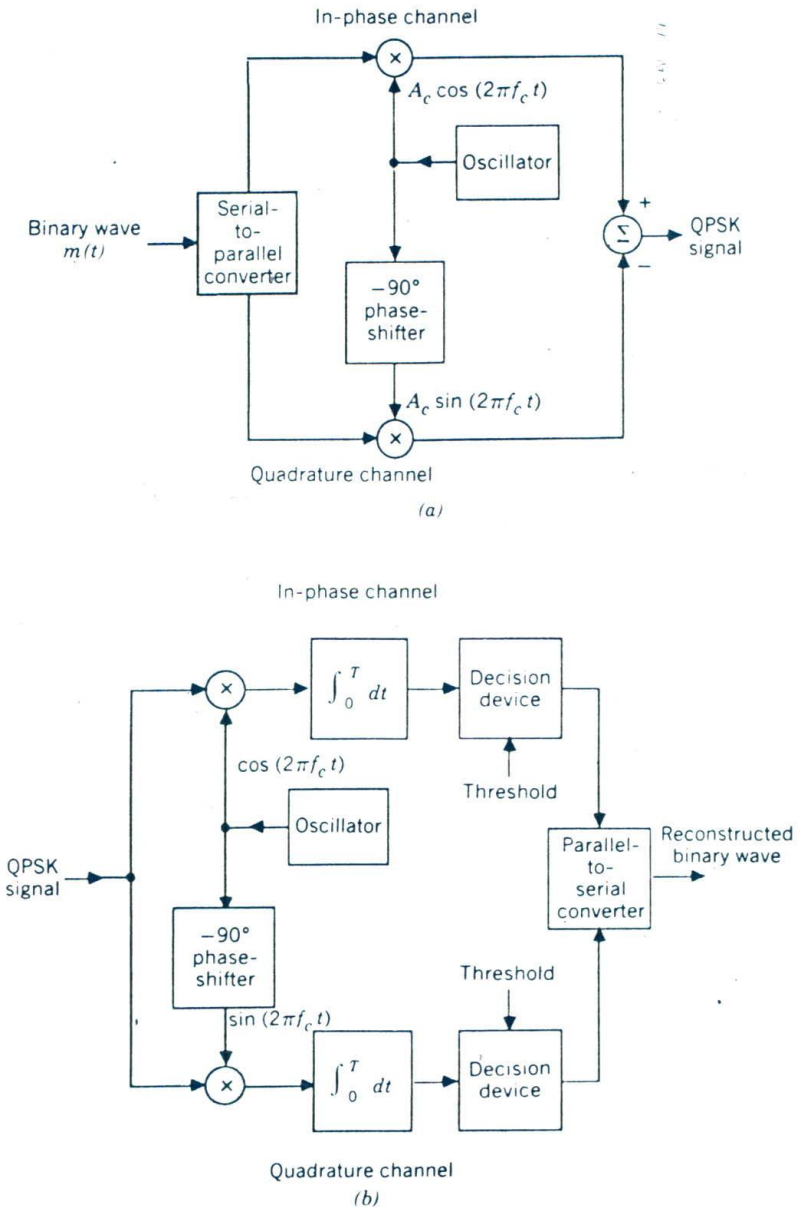 In-phase channel
×
A_c cos (2πf_c t)
Oscillator
Serial-
to-
parallel
converter
Binary wave
m(t)
+
Σ
−
QPSK
signal
−90°
phase-
shifter
A_c sin (2πf_c t)
×
Quadrature channel
(a)
In-phase channel
×
∫_0^T dt
Decision
device
cos (2πf_c t)
Threshold
Oscillator
QPSK
signal
Parallel-
to-
serial
converter
Reconstructed
binary wave
−90°
phase-
shifter
Threshold
sin (2πf_c t)
×
∫_0^T dt
Decision
device
Quadrature channel
(b)